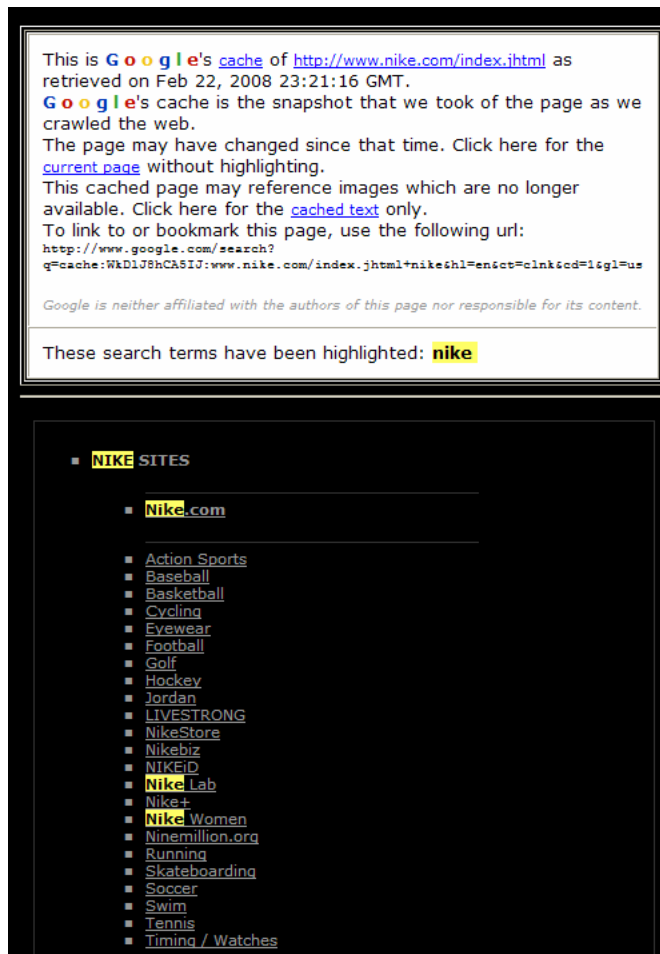 This is Google's cache of http://www.nike.com/index.jhtml as
retrieved on Feb 22, 2008 23:21:16 GMT.
Google's cache is the snapshot that we took of the page as we
crawled the web.
The page may have changed since that time. Click here for the
current page without highlighting.
This cached page may reference images which are no longer
available. Click here for the cached text only.
To link to or bookmark this page, use the following url:
http://www.google.com/search?
q=cache:WkDlJ8hCA5IJ:www.nike.com/index.jhtml+nike&hl=en&ct=clnk&cd=1&gl=us
Google is neither affiliated with the authors of this page nor responsible for its content.
These search terms have been highlighted: nike
NIKE SITES
Nike.com
Action Sports
Baseball
Basketball
Cycling
Eyewear
Football
Golf
Hockey
Jordan
LIVESTRONG
NikeStore
Nikebiz
NIKEiD
Nike Lab
Nike+
Nike Women
Ninemillion.org
Running
Skateboarding
Soccer
Swim
Tennis
Timing / Watches